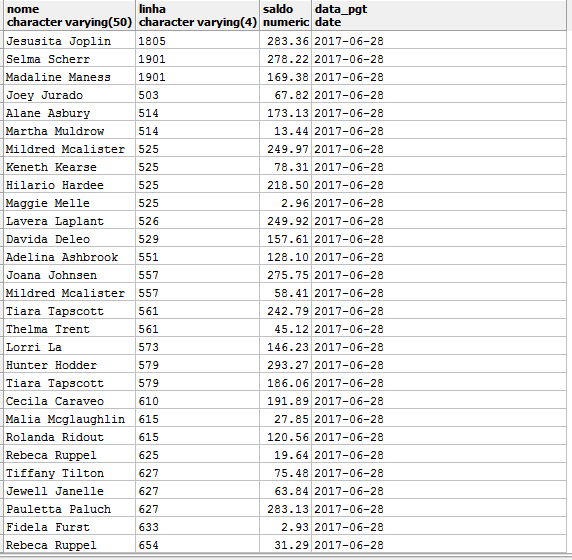 nome linha saldo data_pgt
character varying(50) character varying(4) numeric date
Jesusita Joplin 1805 283.36 2017-06-28
Selma Scherr 1901 278.22 2017-06-28
Madaline Maness 1901 169.38 2017-06-28
Joey Jurado 503 67.82 2017-06-28
Alane Asbury 514 173.13 2017-06-28
Martha Muldrow 514 13.44 2017-06-28
Mildred Mcalister 525 249.97 2017-06-28
Keneth Kearse 525 78.31 2017-06-28
Hilario Hardee 525 218.50 2017-06-28
Maggie Melle 525 2.96 2017-06-28
Lavera Laplant 526 249.92 2017-06-28
Davida Deleo 529 157.61 2017-06-28
Adelina Ashbrook 551 128.10 2017-06-28
Joana Johnsen 557 275.75 2017-06-28
Mildred Mcalister 557 58.41 2017-06-28
Tiara Tapscott 561 242.79 2017-06-28
Thelma Trent 561 45.12 2017-06-28
Lorri La 573 146.23 2017-06-28
Hunter Hodder 579 293.27 2017-06-28
Tiara Tapscott 579 186.06 2017-06-28
Cecila Caraveo 610 191.89 2017-06-28
Malia Mcglaughlin 615 27.85 2017-06-28
Rolanda Ridout 615 120.56 2017-06-28
Rebeca Ruppel 625 19.64 2017-06-28
Tiffany Tilton 627 75.48 2017-06-28
Jewell Janelle 627 63.84 2017-06-28
Pauletta Paluch 627 283.13 2017-06-28
Fidela Furst 633 2.93 2017-06-28
Rebeca Ruppel 654 31.29 2017-06-28